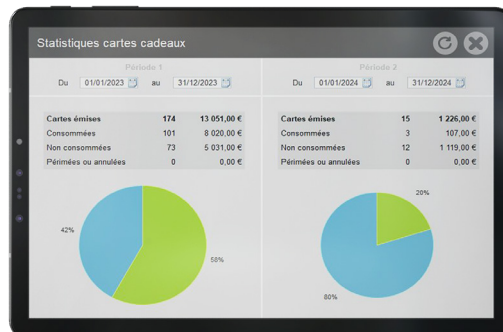 Statistiques cartes cadeaux
Période 1
Période 2
Du 01/01/2023 au 31/12/2023
Du 01/01/2024 au 31/12/2024
Cartes émises 174 13 051,00 €
Consommées 101 8 020,00 €
Non consommées 73 5 031,00 €
Périmées ou annulées 0 0,00 €
Cartes émises 15 1 226,00 €
Consommées 3 107,00 €
Non consommées 12 1 119,00 €
Périmées ou annulées 0 0,00 €
42%
58%
20%
80%